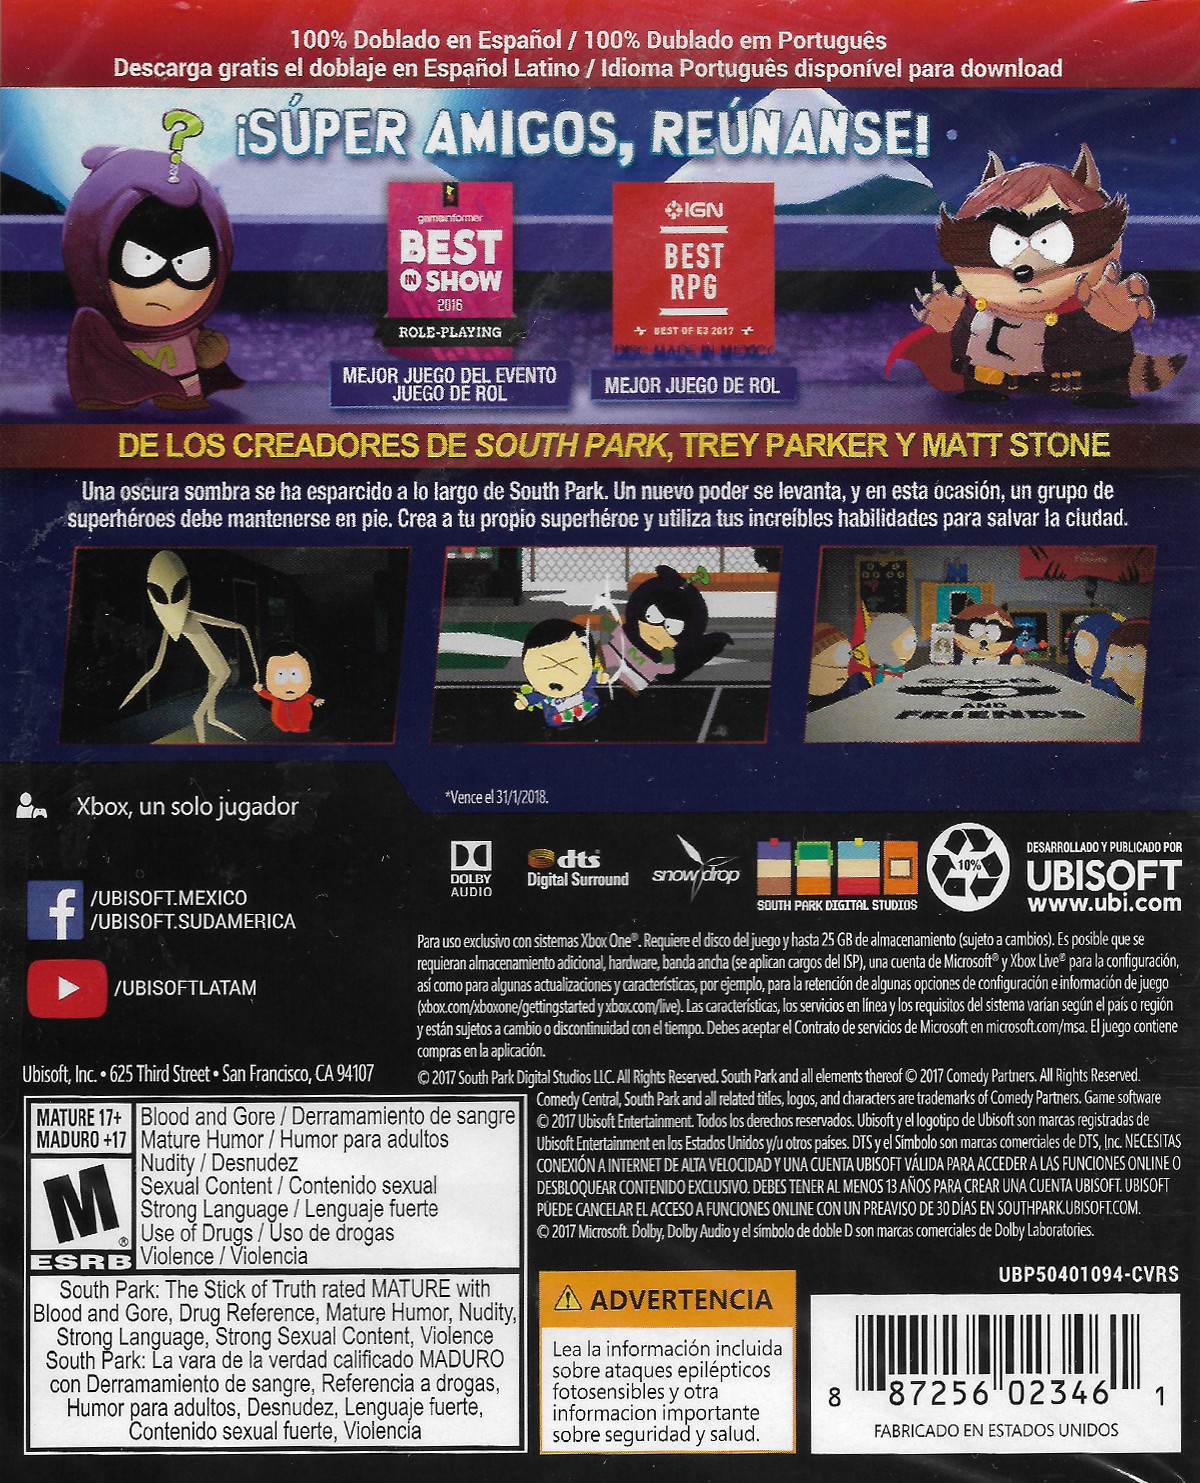 100% Doblado en Español / 100% Dublado em Português
Descarga gratis el doblaje en Español Latino / Idioma Português disponível para download
¡SÚPER AMIGOS, REÚNANSE!
gameinformer
BEST
IN SHOW
2016
ROLE-PLAYING
MEJOR JUEGO DEL EVENTO
JUEGO DE ROL
IGN
BEST
RPG
BEST OF E3 2017
DISC MADE IN MEXICO
MEJOR JUEGO DE ROL
DE LOS CREADORES DE SOUTH PARK, TREY PARKER Y MATT STONE
Una oscura sombra se ha esparcido a lo largo de South Park. Un nuevo poder se levanta, y en esta ocasión, un grupo de
superhéroes debe mantenerse en pie. Crea a tu propio superhéroe y utiliza tus increíbles habilidades para salvar la ciudad.
COON
AND
FRIENDS
Xbox, un solo jugador
*Vence el 31/1/2018.
/UBISOFT.MEXICO
/UBISOFT.SUDAMERICA
/UBISOFTLATAM
DOLBY
AUDIO
dts
Digital Surround
snowdrop
SOUTH PARK DIGITAL STUDIOS
10%
DESARROLLADO Y PUBLICADO POR
UBISOFT
www.ubi.com
Para uso exclusivo con sistemas Xbox One®. Requiere el disco del juego y hasta 25 GB de almacenamiento (sujeto a cambios). Es posible que se
requieran almacenamiento adicional, hardware, banda ancha (se aplican cargos del ISP), una cuenta de Microsoft® y Xbox Live® para la configuración,
así como para algunas actualizaciones y características, por ejemplo, para la retención de algunas opciones de configuración e información de juego
(xbox.com/xboxone/gettingstarted y xbox.com/live). Las características, los servicios en línea y los requisitos del sistema varían según el país o región
y están sujetos a cambio o discontinuidad con el tiempo. Debes aceptar el Contrato de servicios de Microsoft en microsoft.com/msa. El juego contiene
compras en la aplicación.
Ubisoft, Inc. • 625 Third Street • San Francisco, CA 94107
© 2017 South Park Digital Studios LLC. All Rights Reserved. South Park and all elements thereof © 2017 Comedy Partners. All Rights Reserved.
Comedy Central, South Park and all related titles, logos, and characters are trademarks of Comedy Partners. Game software
© 2017 Ubisoft Entertainment. Todos los derechos reservados. Ubisoft y el logotipo de Ubisoft son marcas registradas de
Ubisoft Entertainment en los Estados Unidos y/u otros países. DTS y el Símbolo son marcas comerciales de DTS, Inc. NECESITAS
CONEXIÓN A INTERNET DE ALTA VELOCIDAD Y UNA CUENTA UBISOFT VÁLIDA PARA ACCEDER A LAS FUNCIONES ONLINE O
DESBLOQUEAR CONTENIDO EXCLUSIVO. DEBES TENER AL MENOS 13 AÑOS PARA CREAR UNA CUENTA UBISOFT. UBISOFT
PUEDE CANCELAR EL ACCESO A FUNCIONES ONLINE CON UN PREAVISO DE 30 DÍAS EN SOUTHPARK.UBISOFT.COM.
© 2017 Microsoft. Dolby, Dolby Audio y el símbolo de doble D son marcas comerciales de Dolby Laboratories.
MATURE 17+
MADURO +17
M
®
ESRB
Blood and Gore / Derramamiento de sangre
Mature Humor / Humor para adultos
Nudity / Desnudez
Sexual Content / Contenido sexual
Strong Language / Lenguaje fuerte
Use of Drugs / Uso de drogas
Violence / Violencia
South Park: The Stick of Truth rated MATURE with
Blood and Gore, Drug Reference, Mature Humor, Nudity,
Strong Language, Strong Sexual Content, Violence
South Park: La vara de la verdad calificado MADURO
con Derramamiento de sangre, Referencia a drogas,
Humor para adultos, Desnudez, Lenguaje fuerte,
Contenido sexual fuerte, Violencia
ADVERTENCIA
Lea la información incluida
sobre ataques epilépticos
fotosensibles y otra
informacion importante
sobre seguridad y salud.
UBP50401094-CVRS
8 87256 02346 1
FABRICADO EN ESTADOS UNIDOS